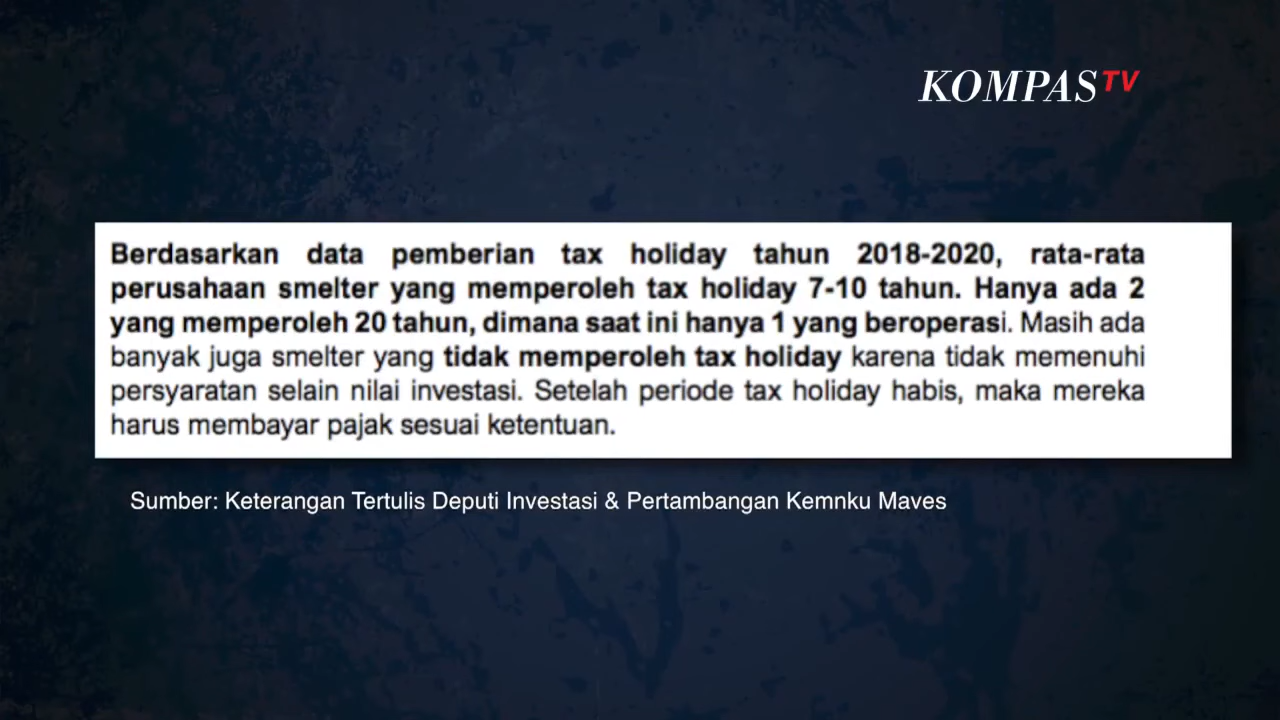 KOMPAS TV
Berdasarkan data pemberian tax holiday tahun 2018-2020, rata-rata
perusahaan smelter yang memperoleh tax holiday 7-10 tahun. Hanya ada 2
yang memperoleh 20 tahun, dimana saat ini hanya 1 yang beroperasi. Masih ada
banyak juga smelter yang tidak memperoleh tax holiday karena tidak memenuhi
persyaratan selain nilai investasi. Setelah periode tax holiday habis, maka mereka
harus membayar pajak sesuai ketentuan.
Sumber: Keterangan Tertulis Deputi Investasi & Pertambangan Kemnku Maves